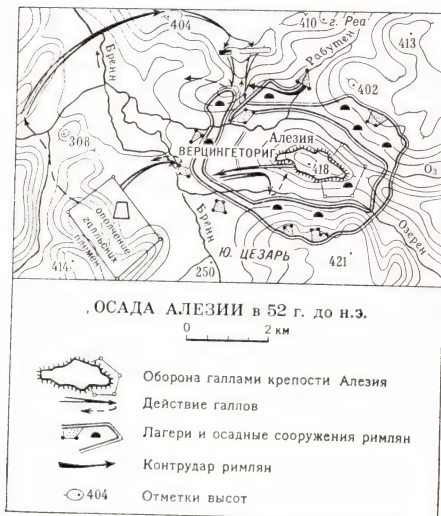 404
410
г. Реа
413
Бренн
Рабутен
402
308
Алезия
ВЕРЦИНГЕТОРИГ
418
Оз
ополчение
галльских
племен
Бренн
Озерен
Ю. ЦЕЗАРЬ
414
250
421
ОСАДА АЛЕЗИИ в 52 г. до н.э.
0 2 км
Оборона галлами крепости Алезия
Действие галлов
Лагери и осадные сооружения римлян
Контрудар римлян
404 Отметки высот